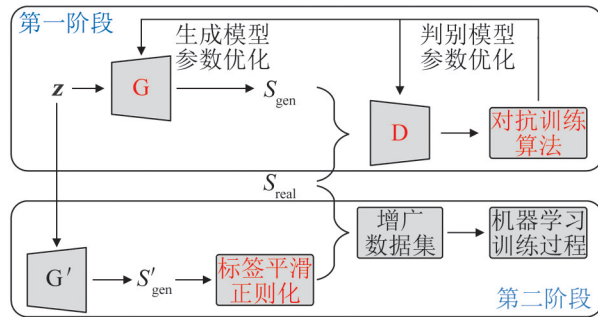 第一阶段
生成模型
参数优化
判别模型
参数优化
z
G
S_gen
D
对抗训练
算法
S_real
增广
数据集
机器学习
训练过程
G′
S′_gen
标签平滑
正则化
第二阶段